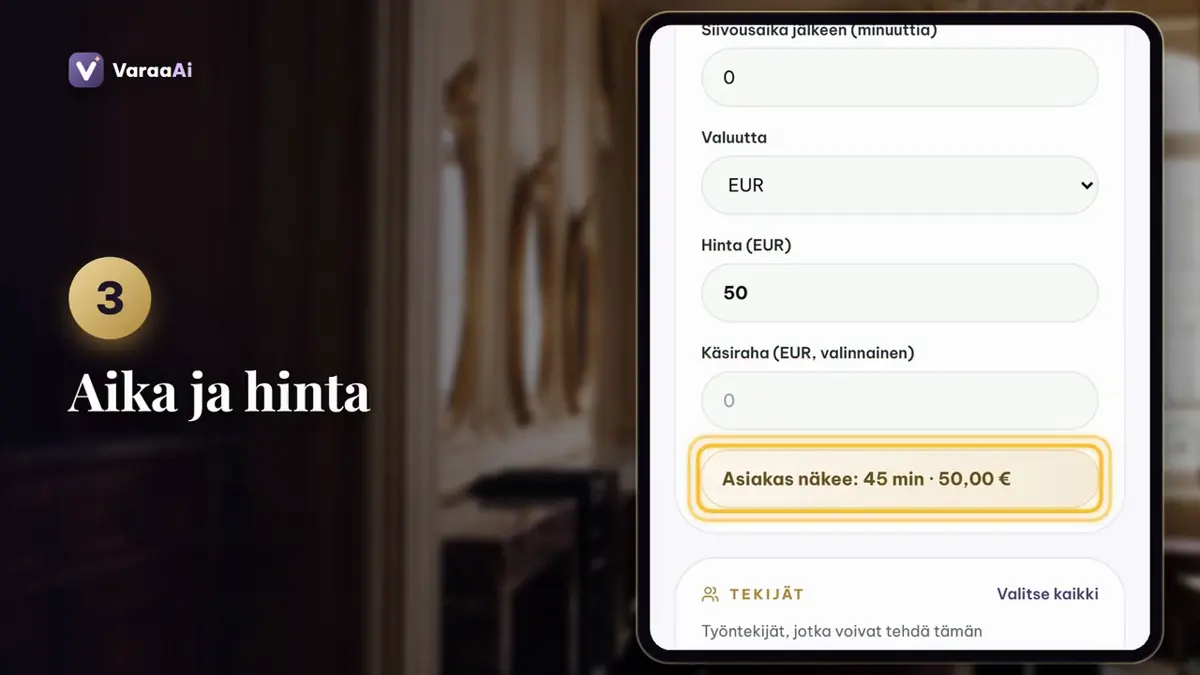 VaraaAi
3
Aika ja hinta
Siivousaika jälkeen (minuuttia)
0
Valuutta
EUR
Hinta (EUR)
50
Käsiraha (EUR, valinnainen)
0
Asiakas näkee: 45 min · 50,00 €
TEKIJÄT
Valitse kaikki
Työntekijät, jotka voivat tehdä tämän